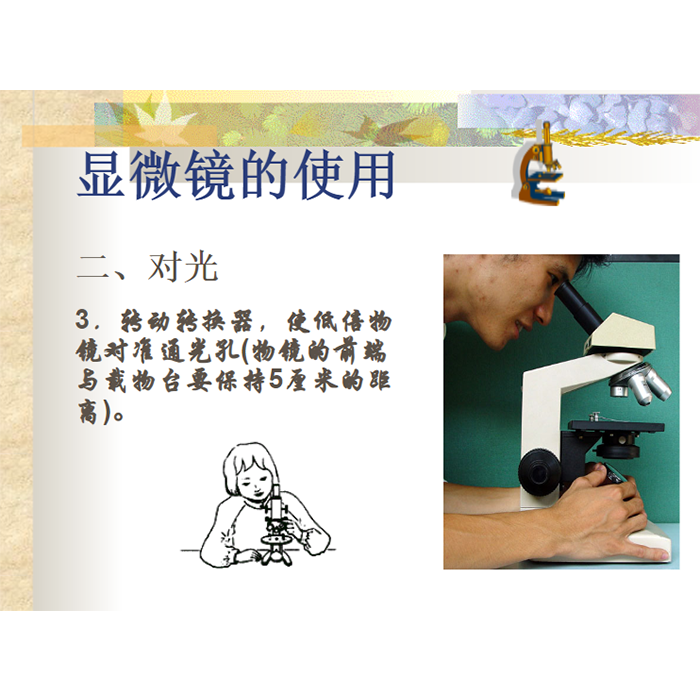 显微镜的使用
二、对光
3．转动转换器，使低倍物
镜对准通光孔(物镜的前端
与载物台要保持5厘米的距
离)。